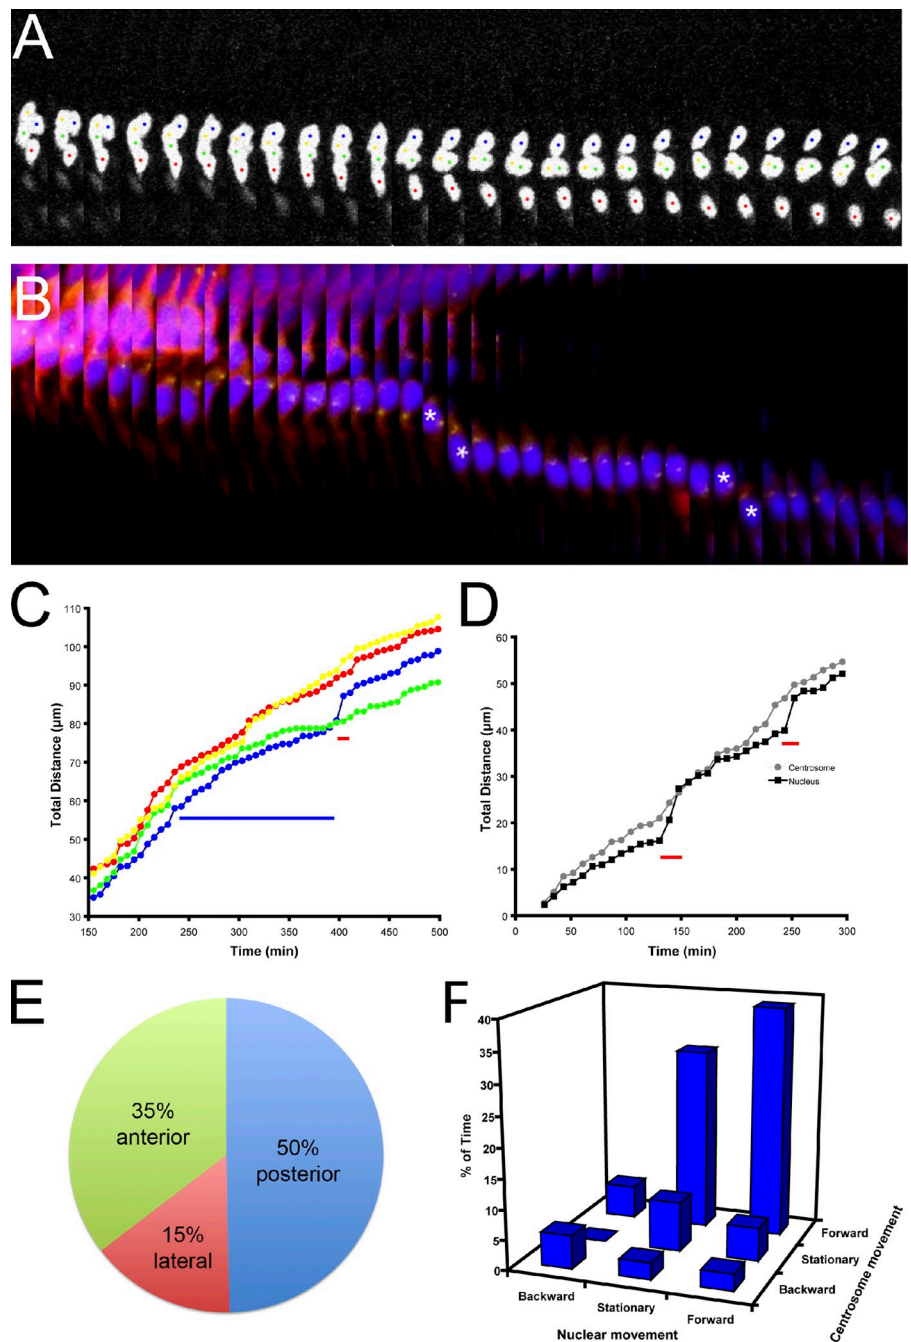 A
B
*
*
*
*
C
110
100
90
80
70
60
50
40
30
150
200
250
300
350
400
450
500
Total Distance (µm)
Time (min)
D
60
50
40
30
20
10
0
0
50
100
150
200
250
300
Total Distance (µm)
Time (min)
Centrosome
Nucleus
E
35%
anterior
50%
posterior
15%
lateral
F
40
35
30
25
20
15
10
5
0
% of Time
Backward
Stationary
Forward
Nuclear movement
Forward
Stationary
Backward
Centrosome movement